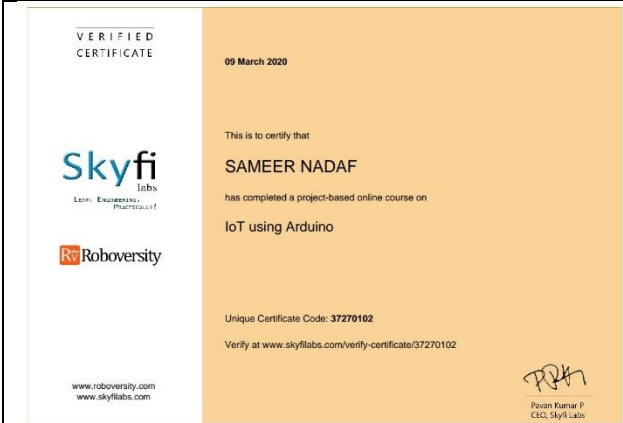 VERIFIED
CERTIFICATE
Skyfi
labs
Learn Engineering.
Practically!
Rv Roboversity
www.roboversity.com
www.skyfilabs.com
09 March 2020
This is to certify that
SAMEER NADAF
has completed a project-based online course on
IoT using Arduino
Unique Certificate Code: 37270102
Verify at www.skyfilabs.com/verify-certificate/37270102
Pavan Kumar P
CEO, Skyfi Labs